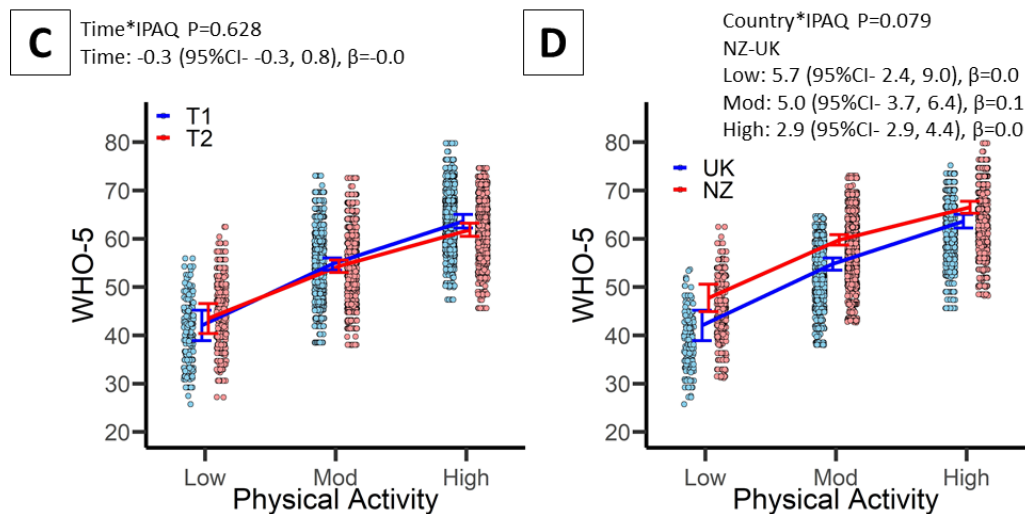 C
Time*IPAQ P=0.628
Time: -0.3 (95%CI- -0.3, 0.8), β=-0.0
T1
T2
WHO-5
80
70
60
50
40
30
20
Low
Mod
High
Physical Activity
D
Country*IPAQ P=0.079
NZ-UK
Low: 5.7 (95%CI- 2.4, 9.0), β=0.0
Mod: 5.0 (95%CI- 3.7, 6.4), β=0.1
High: 2.9 (95%CI- 2.9, 4.4), β=0.0
UK
NZ
WHO-5
80
70
60
50
40
30
20
Low
Mod
High
Physical Activity